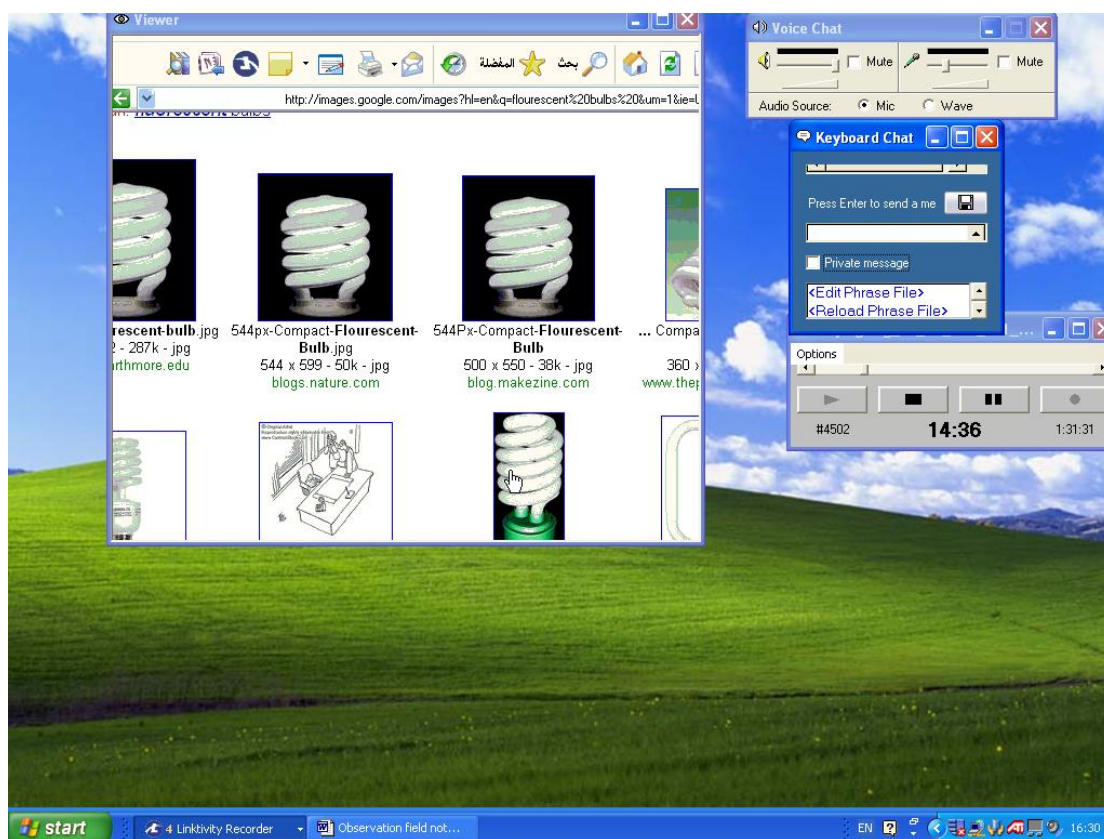 Viewer
المفضلة بحث
http://images.google.com/images?hl=en&q=flourescent%20bulbs%20&um=1&ie=
fluorescent bulbs
rescent-bulb.jpg
- 287k - jpg
rthmore.edu
544px-Compact-Flourescent-
Bulb.jpg
544 x 599 - 50k - jpg
blogs.nature.com
544Px-Compact-Flourescent-
Bulb
500 x 550 - 38k - jpg
blog.makezine.com
... Compa
360
www.thep
Voice Chat
Mute
Mute
Audio Source: Mic Wave
Keyboard Chat
Press Enter to send a me
Private message
<Edit Phrase File>
<Reload Phrase File>
...
Options
#4502 14:36 1:31:31
start
4 Linktivity Recorder
Observation field not...
EN
16:30